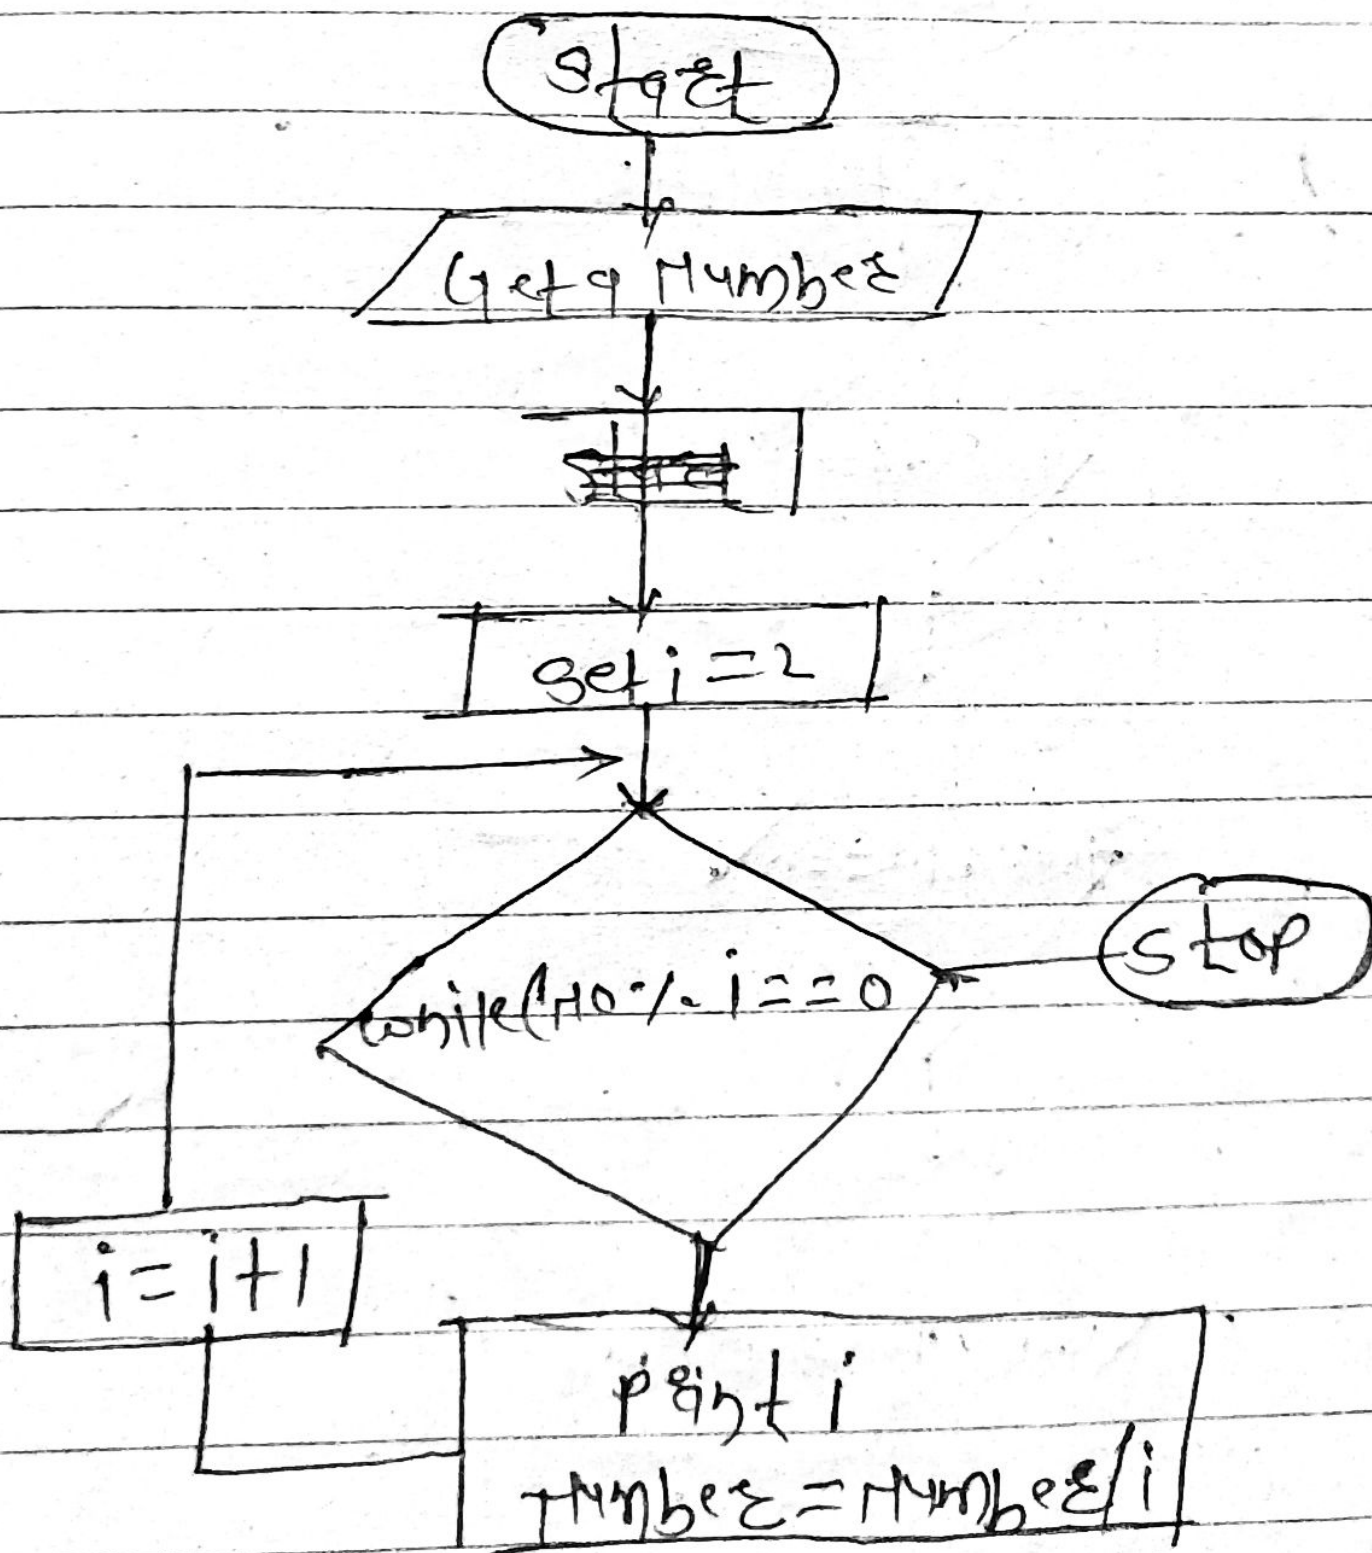 Start
Get a Number
set i = 2
while(No % i == 0
Stop
i = i + 1
print i
Number = Number/i